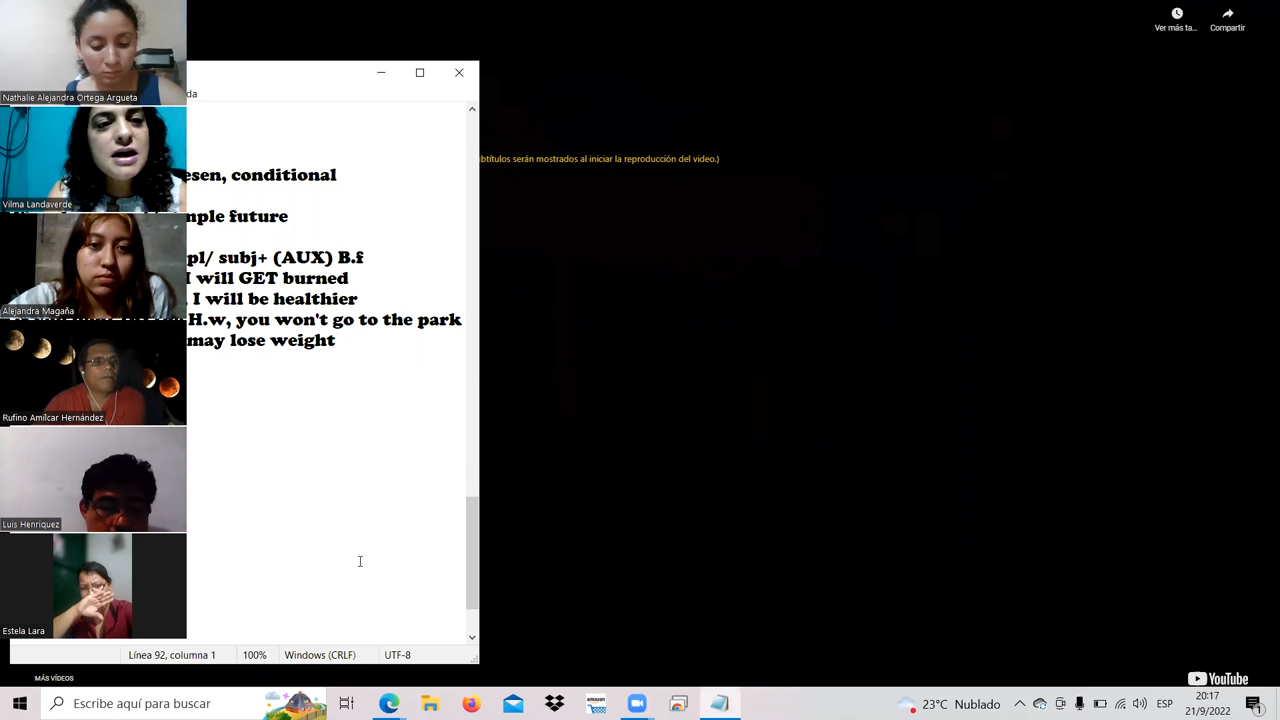 Ver más ta...
Compartir
Nathalie Alejandra Ortega Argueta
da
btítulos serán mostrados al iniciar la reproducción del video.)
esen, conditional
Vilma Landaverde
mple future
pl/ subj+ (AUX) B.f
I will GET burned
, I will be healthier
Alejandra Magaña
H.w, you won't go to the park
may lose weight
Rufino Amílcar Hernández
Luis Henriquez
Estela Lara
Línea 92, columna 1
100%
Windows (CRLF)
UTF-8
MÁS VÍDEOS
YouTube
Escribe aquí para buscar
amazon
23°C Nublado
ESP
20:17
21/9/2022
1